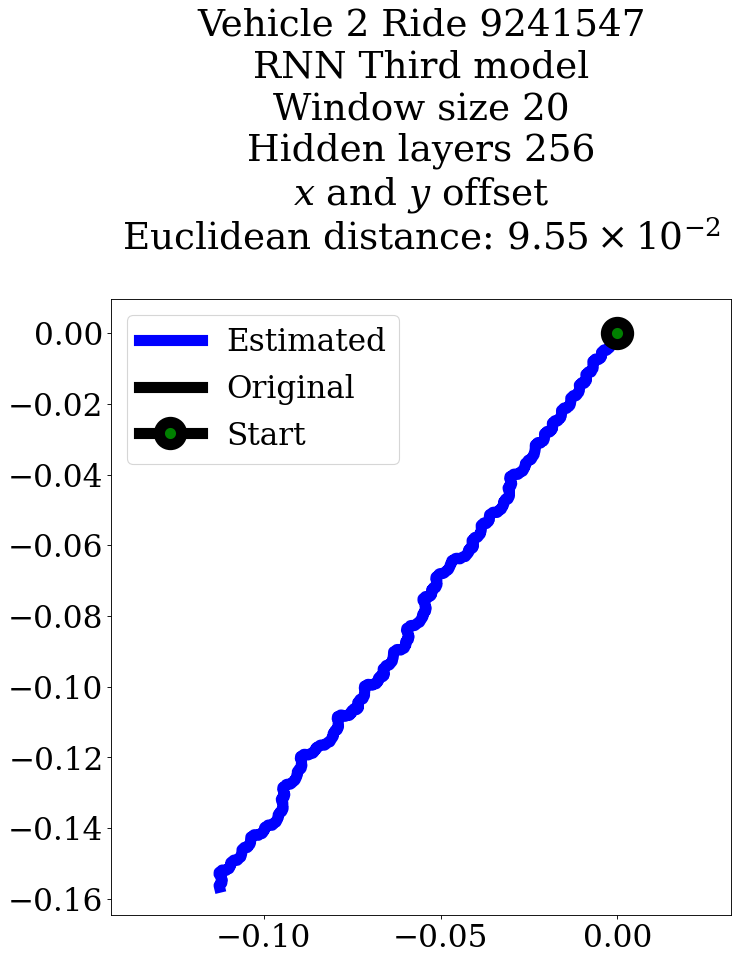 Vehicle 2 Ride 9241547
RNN Third model
Window size 20
Hidden layers 256
x and y offset
Euclidean distance: 9.55 × 10⁻²
Estimated
Original
Start
0.00
−0.02
−0.04
−0.06
−0.08
−0.10
−0.12
−0.14
−0.16
−0.10
−0.05
0.00